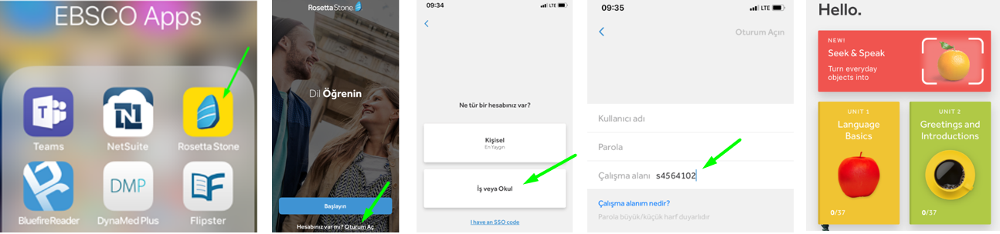 EBSCO Apps
Teams
NetSuite
Rosetta Stone
DMP
BluefireReader
DynaMed Plus
Flipster
Rosetta Stone
Dil Öğrenin
Başlayın
Hesabınız var mı? Oturum Aç
09:34
LTE
Ne tür bir hesabınız var?
Kişisel
En Yaygın
İş veya Okul
I have an SSO code
09:35
LTE
Oturum Açın
Kullanıcı adı
Parola
Çalışma alanı s4564102
Çalışma alanım nedir?
Parola büyük/küçük harf duyarlıdır
Hello.
NEW!
Seek & Speak
Turn everyday
objects into
UNIT 1
Language
Basics
0/37
UNIT 2
Greetings and
Introductions
0/37